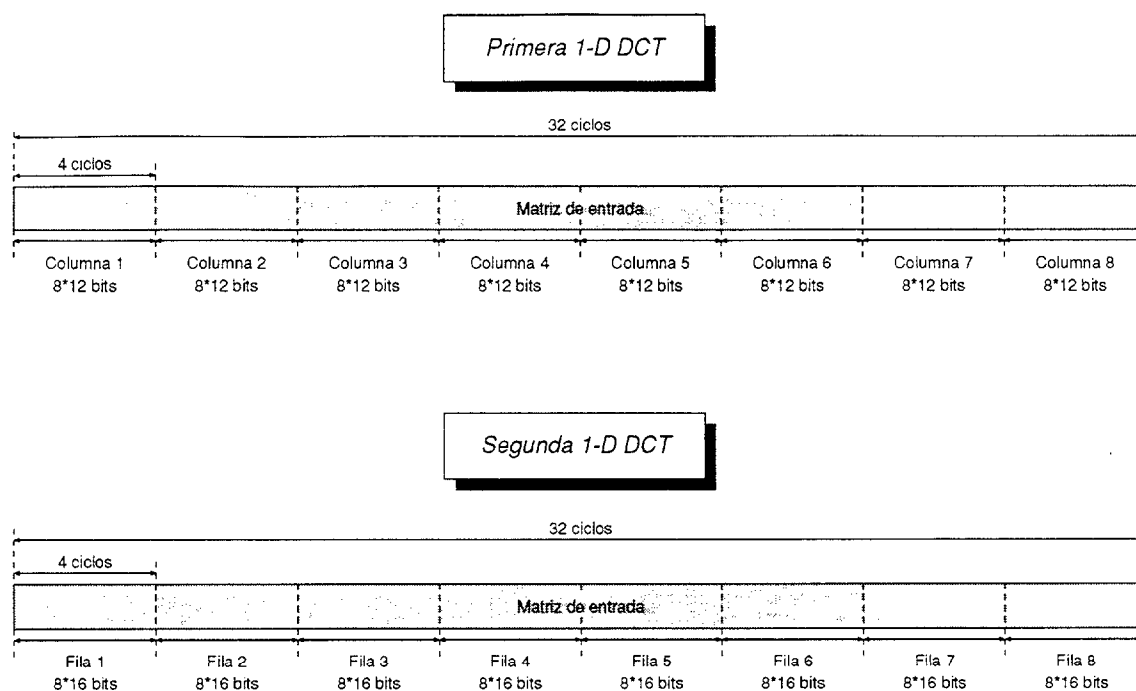 Primera 1-D DCT
32 ciclos
4 ciclos
Matriz de entrada
Columna 1 Columna 2 Columna 3 Columna 4 Columna 5 Columna 6 Columna 7 Columna 8
8*12 bits 8*12 bits 8*12 bits 8*12 bits 8*12 bits 8*12 bits 8*12 bits 8*12 bits
Segunda 1-D DCT
32 ciclos
4 ciclos
Matriz de entrada
Fila 1 Fila 2 Fila 3 Fila 4 Fila 5 Fila 6 Fila 7 Fila 8
8*16 bits 8*16 bits 8*16 bits 8*16 bits 8*16 bits 8*16 bits 8*16 bits 8*16 bits